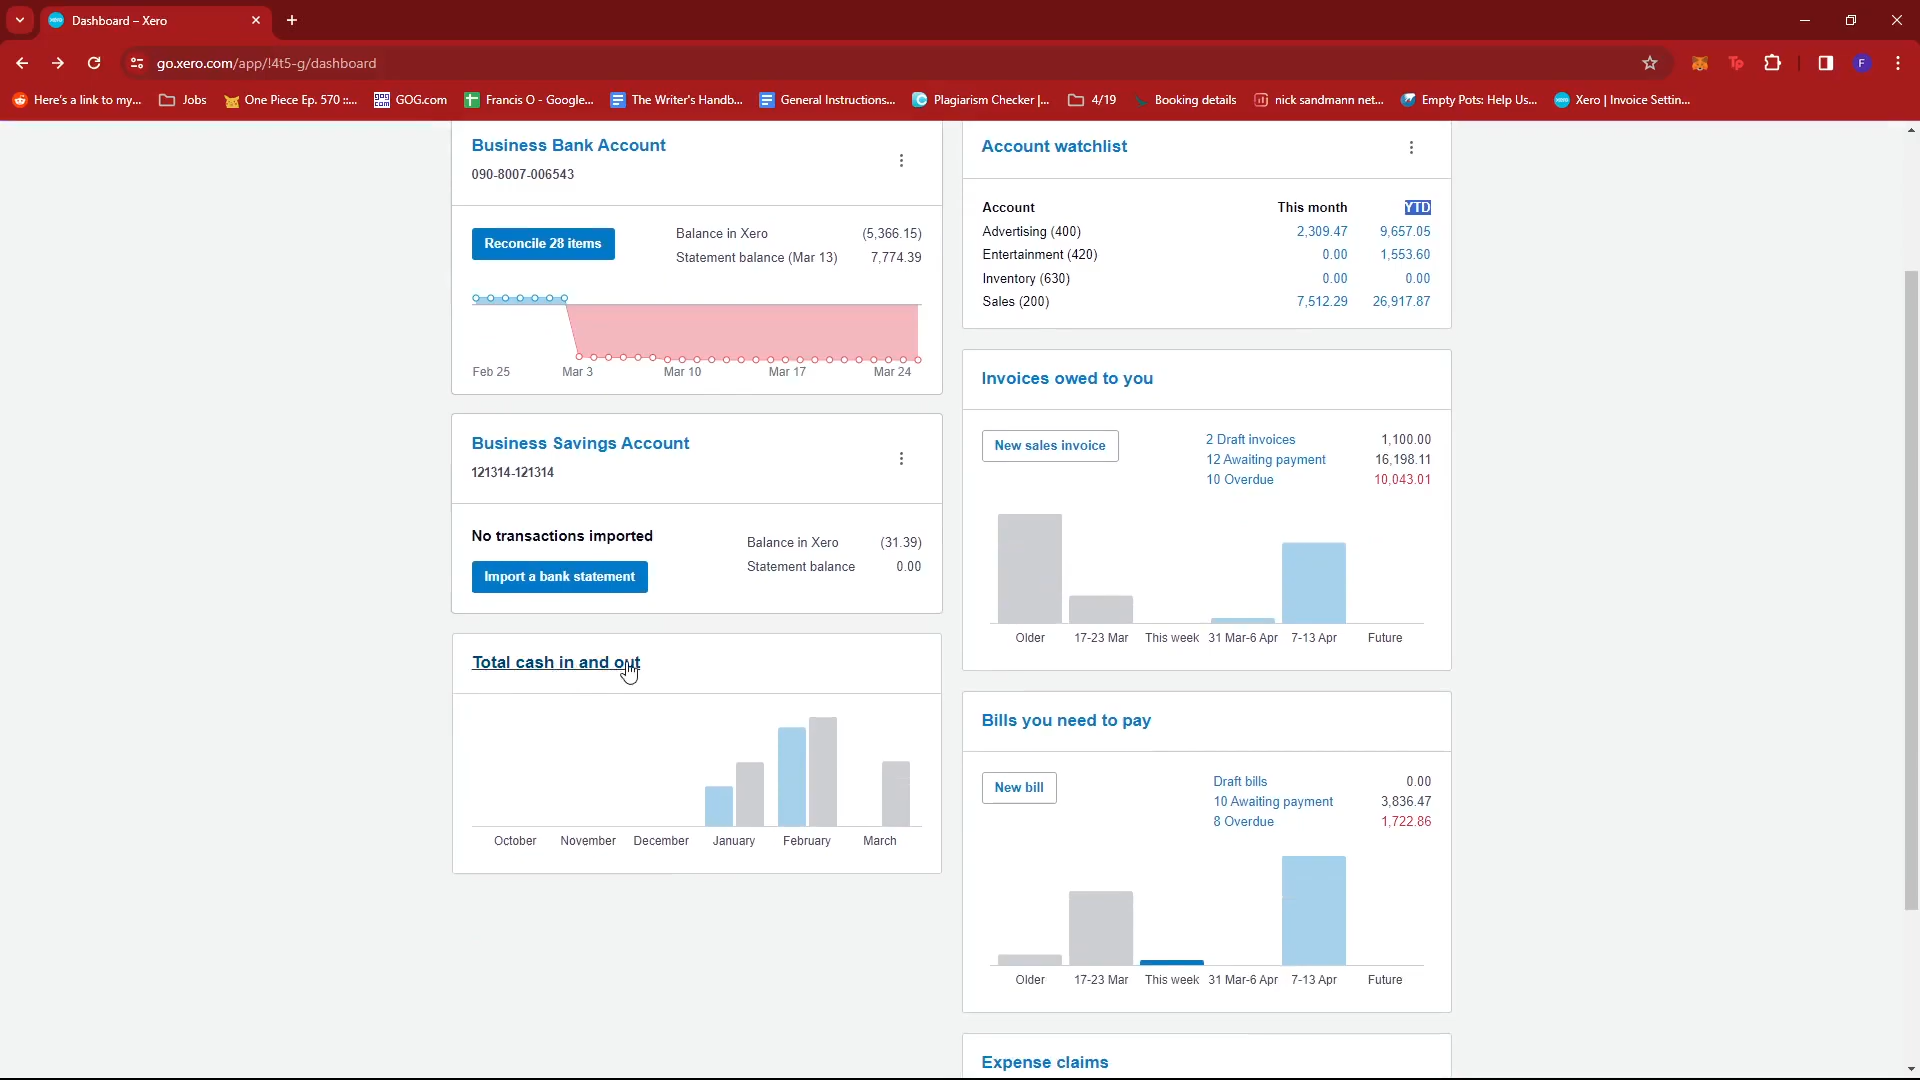 Dashboard – Xero
go.xero.com/app/!4t5-g/dashboard
Here's a link to my...
Jobs
One Piece Ep. 570 ::...
GOG.com
Francis O - Google...
The Writer's Handb...
General Instructions...
Plagiarism Checker |...
4/19
Booking details
nick sandmann net...
Empty Pots: Help Us...
Xero | Invoice Settin...
Tp
F
Business Bank Account
090-8007-006543
Reconcile 28 items
Balance in Xero (5,366.15)
Statement balance (Mar 13) 7,774.39
Feb 25 Mar 3 Mar 10 Mar 17 Mar 24
Business Savings Account
121314-121314
No transactions imported
Import a bank statement
Balance in Xero (31.39)
Statement balance 0.00
Total cash in and out
October November December January February March
Account watchlist
Account This month YTD
Advertising (400) 2,309.47 9,657.05
Entertainment (420) 0.00 1,553.60
Inventory (630) 0.00 0.00
Sales (200) 7,512.29 26,917.87
Invoices owed to you
New sales invoice
2 Draft invoices 1,100.00
12 Awaiting payment 16,198.11
10 Overdue 10,043.01
Older 17-23 Mar This week 31 Mar-6 Apr 7-13 Apr Future
Bills you need to pay
New bill
Draft bills 0.00
10 Awaiting payment 3,836.47
8 Overdue 1,722.86
Older 17-23 Mar This week 31 Mar-6 Apr 7-13 Apr Future
Expense claims